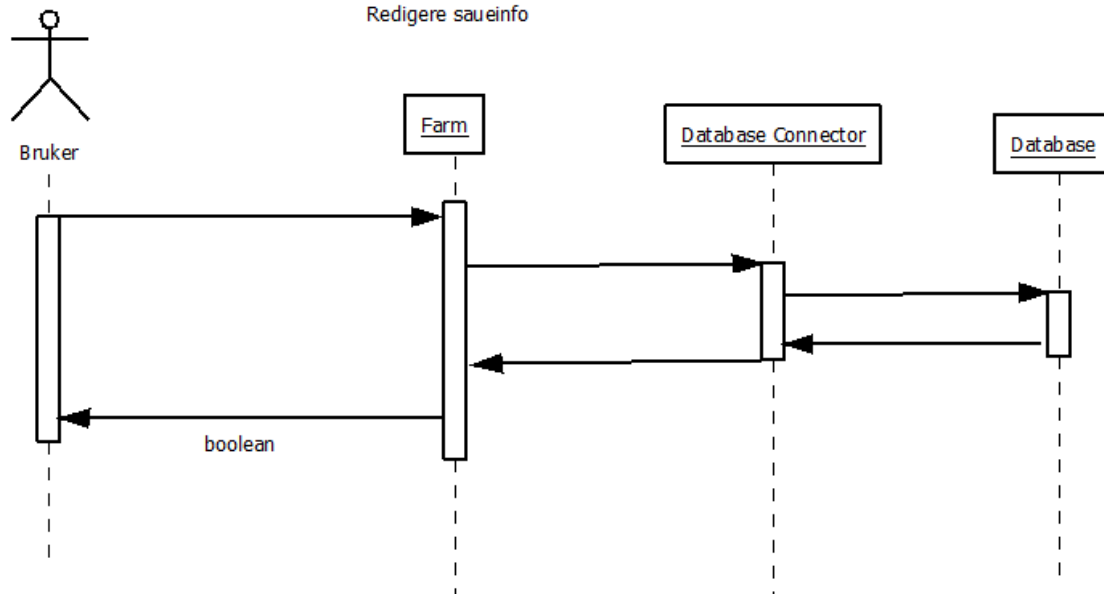 Redigere saueinfo
Bruker
Farm
Database Connector
Database
boolean